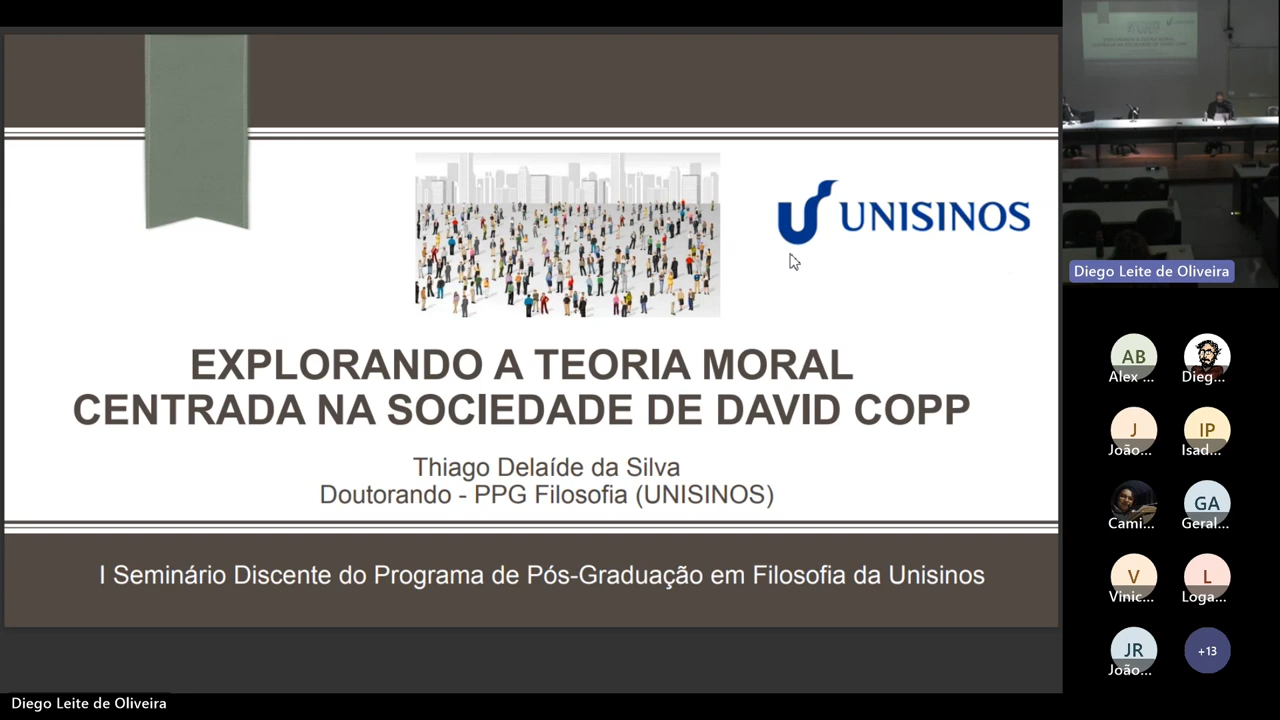 UNISINOS
EXPLORANDO A TEORIA MORAL
CENTRADA NA SOCIEDADE DE DAVID COPP
Thiago Delaíde da Silva
Doutorando - PPG Filosofia (UNISINOS)
I Seminário Discente do Programa de Pós-Graduação em Filosofia da Unisinos
Diego Leite de Oliveira
Diego Leite de Oliveira
AB
Alex ...
Dieg...
J
João...
IP
Isad...
Cami...
GA
Geral...
V
Vinic...
L
Loga...
JR
João...
+13